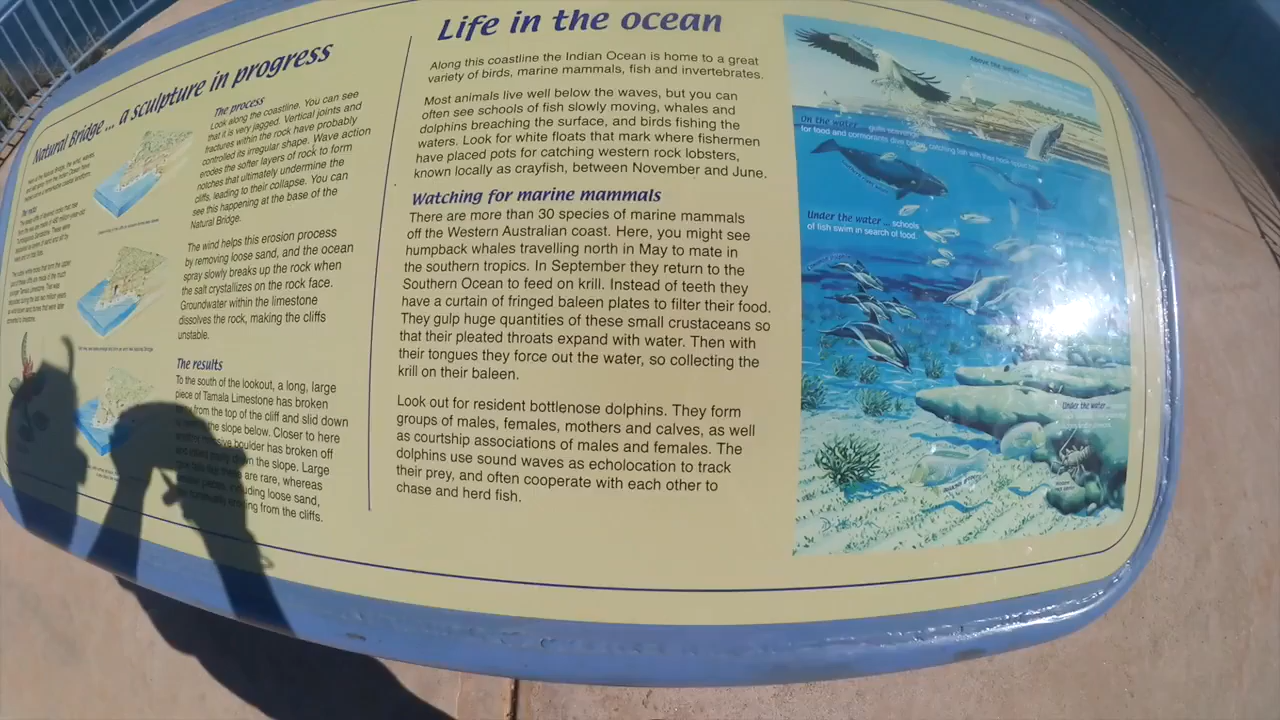 Natural Bridge... a sculpture in progress
The process
Look along the coastline. You can see
that it is very jagged. Vertical joints and
fractures within the rock have probably
controlled its irregular shape. Wave action
erodes the softer layers of rock to form
notches that ultimately undermine the
cliffs, leading to their collapse. You can
see this happening at the base of the
Natural Bridge.
The wind helps this erosion process
by removing loose sand, and the ocean
spray slowly breaks up the rock when
the salt crystallizes on the rock face.
Groundwater within the limestone
dissolves the rock, making the cliffs
unstable.
The results
To the south of the lookout, a long, large
piece of Tamala Limestone has broken
from the top of the cliff and slid down
the slope below. Closer to here
massive boulder has broken off
down the slope. Large
are rare, whereas
including loose sand,
from the cliffs.
Life in the ocean
Along this coastline the Indian Ocean is home to a great
variety of birds, marine mammals, fish and invertebrates.
Most animals live well below the waves, but you can
often see schools of fish slowly moving, whales and
dolphins breaching the surface, and birds fishing the
waters. Look for white floats that mark where fishermen
have placed pots for catching western rock lobsters,
known locally as crayfish, between November and June.
Watching for marine mammals
There are more than 30 species of marine mammals
off the Western Australian coast. Here, you might see
humpback whales travelling north in May to mate in
the southern tropics. In September they return to the
Southern Ocean to feed on krill. Instead of teeth they
have a curtain of fringed baleen plates to filter their food.
They gulp huge quantities of these small crustaceans so
that their pleated throats expand with water. Then with
their tongues they force out the water, so collecting the
krill on their baleen.
Look out for resident bottlenose dolphins. They form
groups of males, females, mothers and calves, as well
as courtship associations of males and females. The
dolphins use sound waves as echolocation to track
their prey, and often cooperate with each other to
chase and herd fish.
Above the water...
On the water... gulls scavenge
for food and cormorants dive catching fish with their
Under the water... schools
of fish swim in search of food.
Under the water...